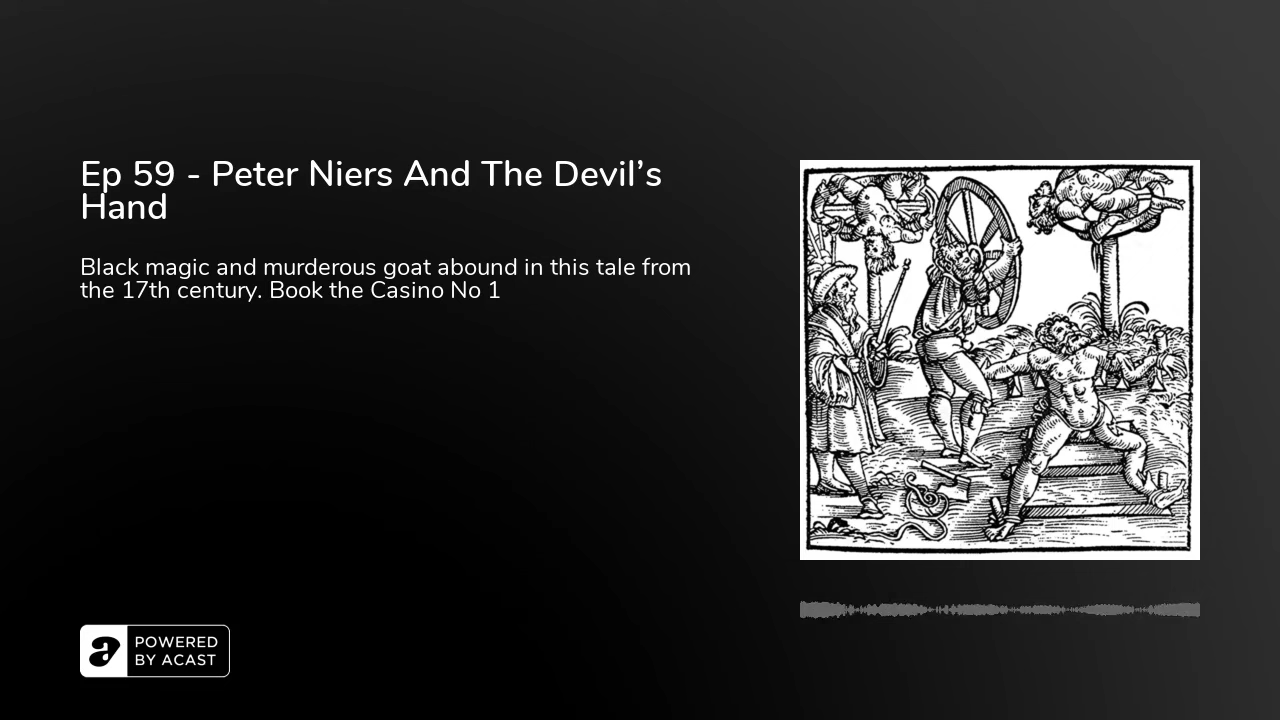 Ep 59 - Peter Niers And The Devil’s
Hand
Black magic and murderous goat abound in this tale from
the 17th century. Book the Casino No 1
a POWERED
BY ACAST